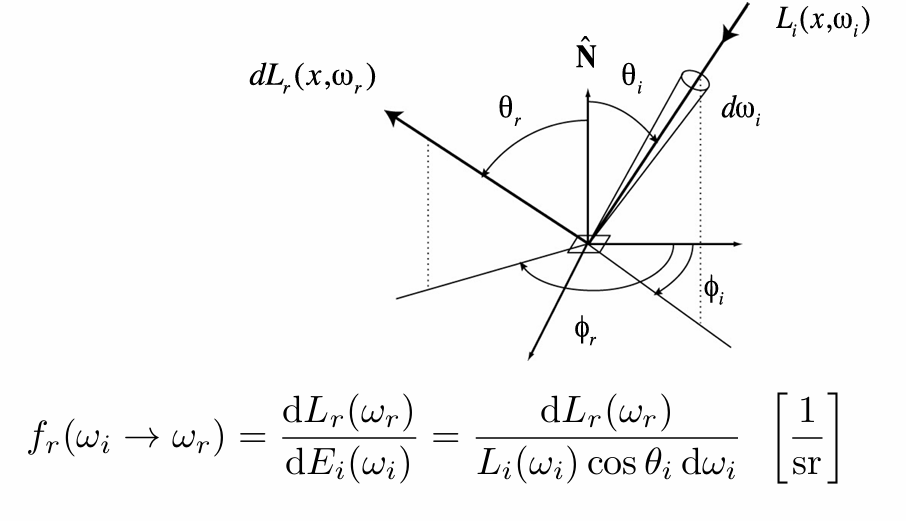 L_i(x,ω_i)
N̂
θ_i
dL_r(x,ω_r)
θ_r
dω_i
ϕ_i
ϕ_r
f_r(ω_i → ω_r) = dL_r(ω_r) / dE_i(ω_i) = dL_r(ω_r) / L_i(ω_i) cos θ_i dω_i [1/sr]